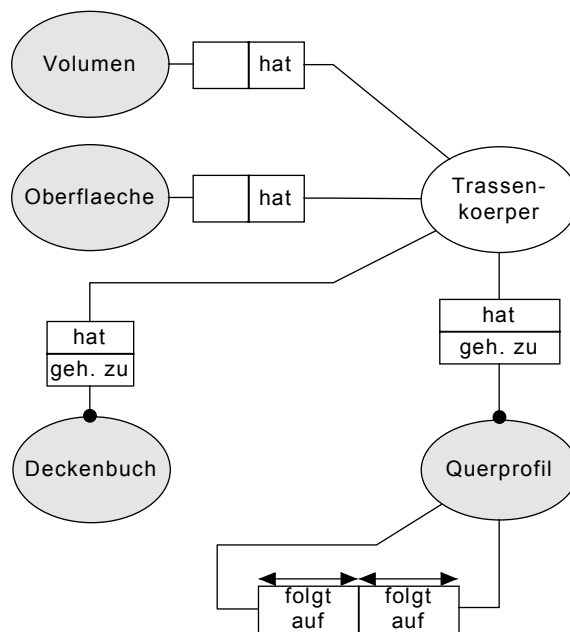 Volumen
hat
Oberflaeche
hat
Trassen-
koerper
hat
geh. zu
hat
geh. zu
Deckenbuch
Querprofil
folgt
auf
folgt
auf